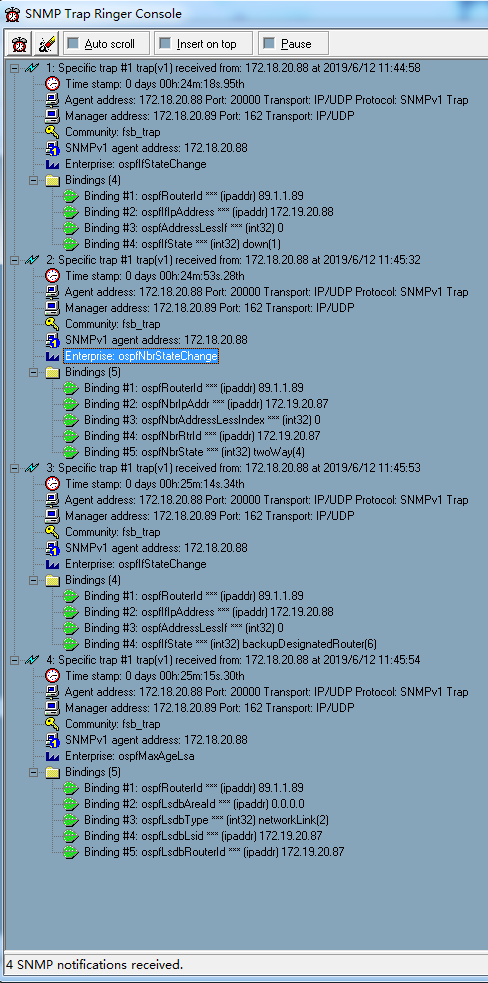 SNMP Trap Ringer Console
Auto scroll Insert on top Pause
1: Specific trap #1 trap(v1) received from: 172.18.20.88 at 2019/6/12 11:44:58
Time stamp: 0 days 00h:24m:18s.95th
Agent address: 172.18.20.88 Port: 20000 Transport: IP/UDP Protocol: SNMPv1 Trap
Manager address: 172.18.20.89 Port: 162 Transport: IP/UDP
Community: fsb_trap
SNMPv1 agent address: 172.18.20.88
Enterprise: ospfIfStateChange
Bindings (4)
Binding #1: ospfRouterId *** (ipaddr) 89.1.1.89
Binding #2: ospfIfIpAddress *** (ipaddr) 172.19.20.88
Binding #3: ospfAddressLessIf *** (int32) 0
Binding #4: ospfIfState *** (int32) down(1)
2: Specific trap #1 trap(v1) received from: 172.18.20.88 at 2019/6/12 11:45:32
Time stamp: 0 days 00h:24m:53s.28th
Agent address: 172.18.20.88 Port: 20000 Transport: IP/UDP Protocol: SNMPv1 Trap
Manager address: 172.18.20.89 Port: 162 Transport: IP/UDP
Community: fsb_trap
SNMPv1 agent address: 172.18.20.88
Enterprise: ospfNbrStateChange
Bindings (5)
Binding #1: ospfRouterId *** (ipaddr) 89.1.1.89
Binding #2: ospfNbrIpAddr *** (ipaddr) 172.19.20.87
Binding #3: ospfNbrAddressLessIndex *** (int32) 0
Binding #4: ospfNbrRtrId *** (ipaddr) 172.19.20.87
Binding #5: ospfNbrState *** (int32) twoWay(4)
3: Specific trap #1 trap(v1) received from: 172.18.20.88 at 2019/6/12 11:45:53
Time stamp: 0 days 00h:25m:14s.34th
Agent address: 172.18.20.88 Port: 20000 Transport: IP/UDP Protocol: SNMPv1 Trap
Manager address: 172.18.20.89 Port: 162 Transport: IP/UDP
Community: fsb_trap
SNMPv1 agent address: 172.18.20.88
Enterprise: ospfIfStateChange
Bindings (4)
Binding #1: ospfRouterId *** (ipaddr) 89.1.1.89
Binding #2: ospfIfIpAddress *** (ipaddr) 172.19.20.88
Binding #3: ospfAddressLessIf *** (int32) 0
Binding #4: ospfIfState *** (int32) backupDesignatedRouter(6)
4: Specific trap #1 trap(v1) received from: 172.18.20.88 at 2019/6/12 11:45:54
Time stamp: 0 days 00h:25m:15s.30th
Agent address: 172.18.20.88 Port: 20000 Transport: IP/UDP Protocol: SNMPv1 Trap
Manager address: 172.18.20.89 Port: 162 Transport: IP/UDP
Community: fsb_trap
SNMPv1 agent address: 172.18.20.88
Enterprise: ospfMaxAgeLsa
Bindings (5)
Binding #1: ospfRouterId *** (ipaddr) 89.1.1.89
Binding #2: ospfLsdbAreaId *** (ipaddr) 0.0.0.0
Binding #3: ospfLsdbType *** (int32) networkLink(2)
Binding #4: ospfLsdbLsid *** (ipaddr) 172.19.20.87
Binding #5: ospfLsdbRouterId *** (ipaddr) 172.19.20.87
4 SNMP notifications received.